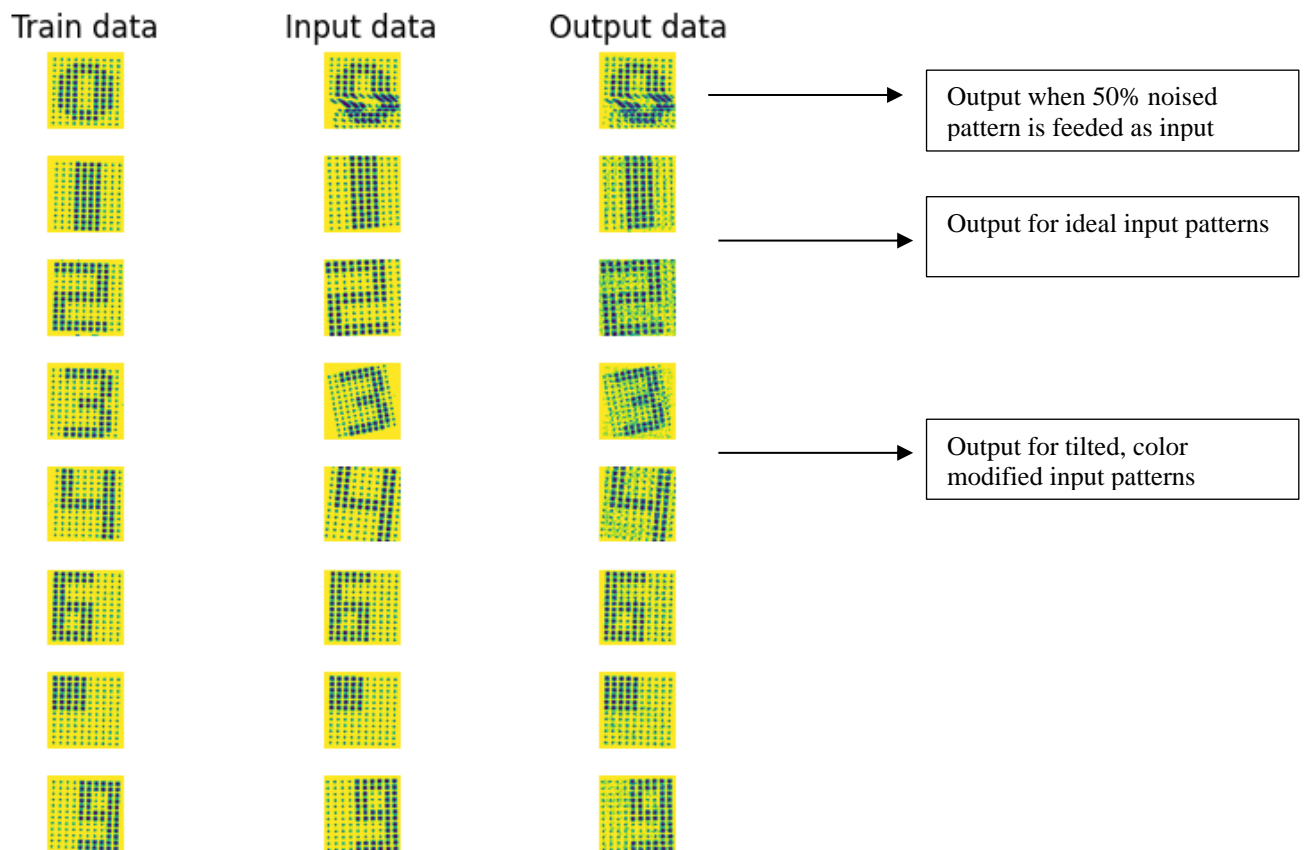 Train data
Input data
Output data
Output when 50% noised
pattern is feeded as input
Output for ideal input patterns
Output for tilted, color
modified input patterns